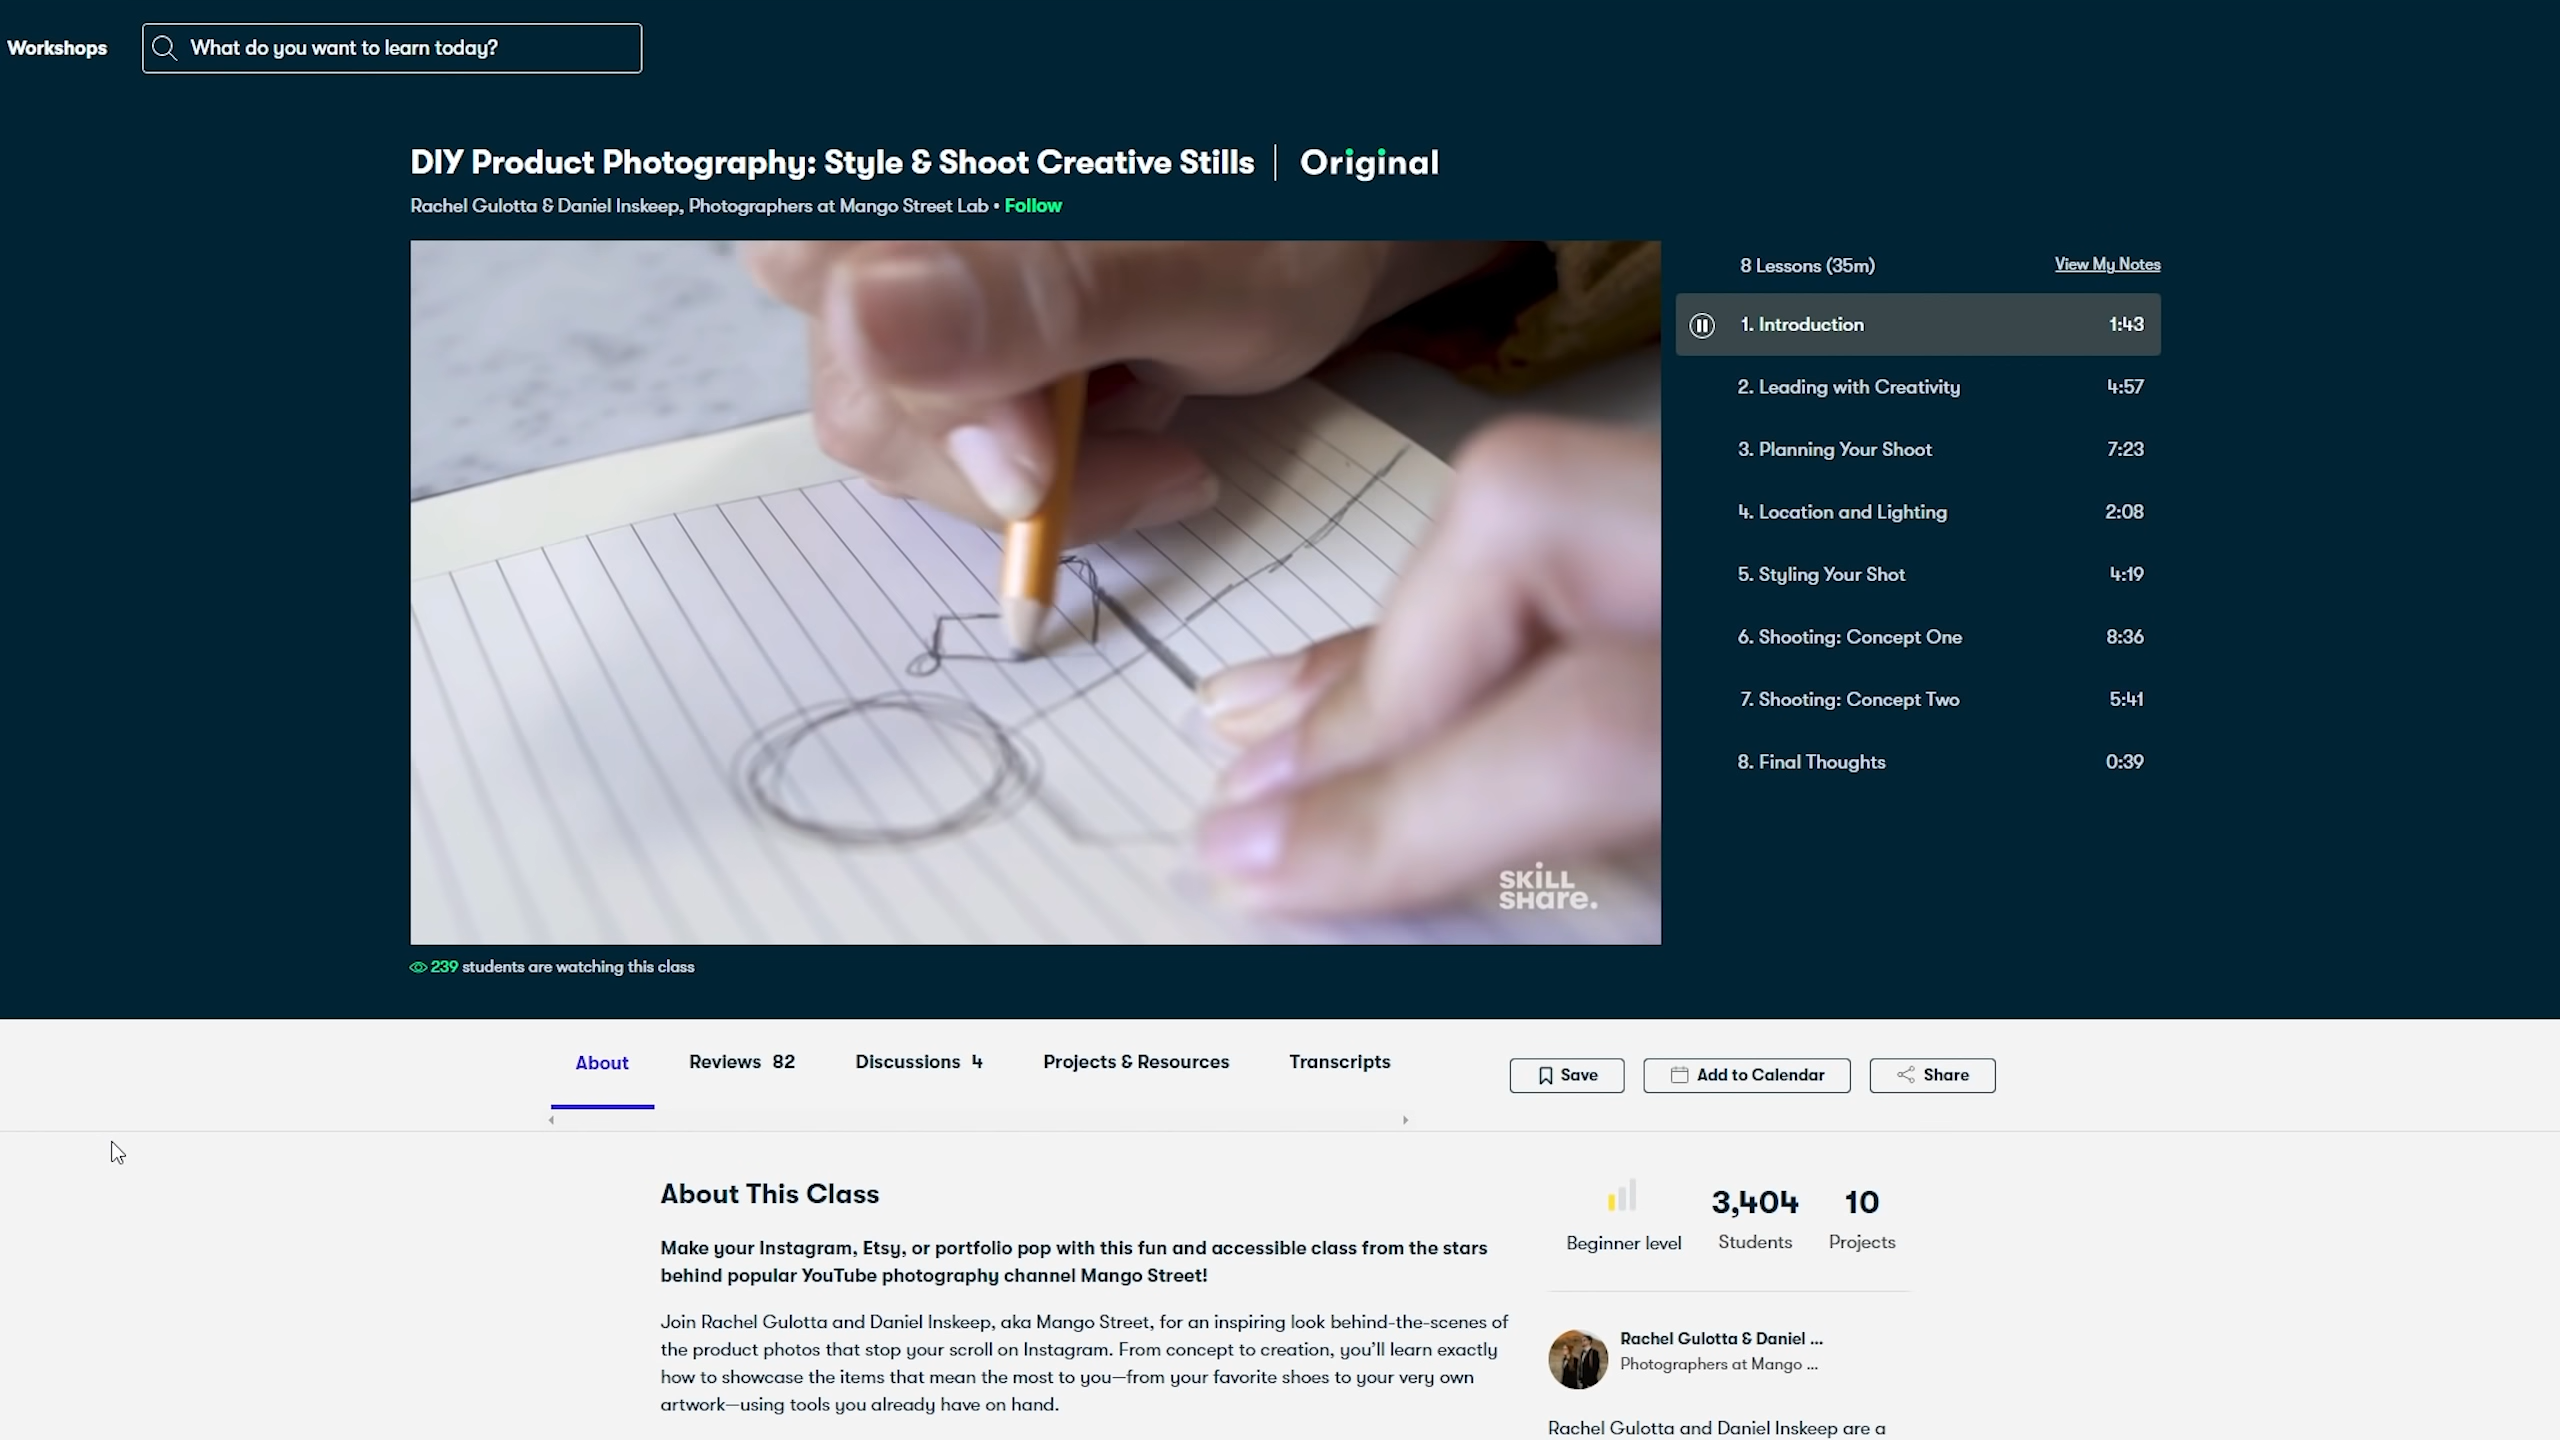 Workshops
What do you want to learn today?
DIY Product Photography: Style & Shoot Creative Stills | Original
Rachel Gulotta & Daniel Inskeep, Photographers at Mango Street Lab • Follow
8 Lessons (35m)
View My Notes
1. Introduction 1:43
2. Leading with Creativity 4:57
3. Planning Your Shoot 7:23
4. Location and Lighting 2:08
5. Styling Your Shot 4:19
6. Shooting: Concept One 8:36
7. Shooting: Concept Two 5:41
8. Final Thoughts 0:39
SKILL
SHare.
239 students are watching this class
About
Reviews 82
Discussions 4
Projects & Resources
Transcripts
Save
Add to Calendar
Share
About This Class
Make your Instagram, Etsy, or portfolio pop with this fun and accessible class from the stars
behind popular YouTube photography channel Mango Street!
Join Rachel Gulotta and Daniel Inskeep, aka Mango Street, for an inspiring look behind-the-scenes of
the product photos that stop your scroll on Instagram. From concept to creation, you'll learn exactly
how to showcase the items that mean the most to you—from your favorite shoes to your very own
artwork—using tools you already have on hand.
Beginner level
3,404
Students
10
Projects
Rachel Gulotta & Daniel ...
Photographers at Mango ...
Rachel Gulotta and Daniel Inskeep are a